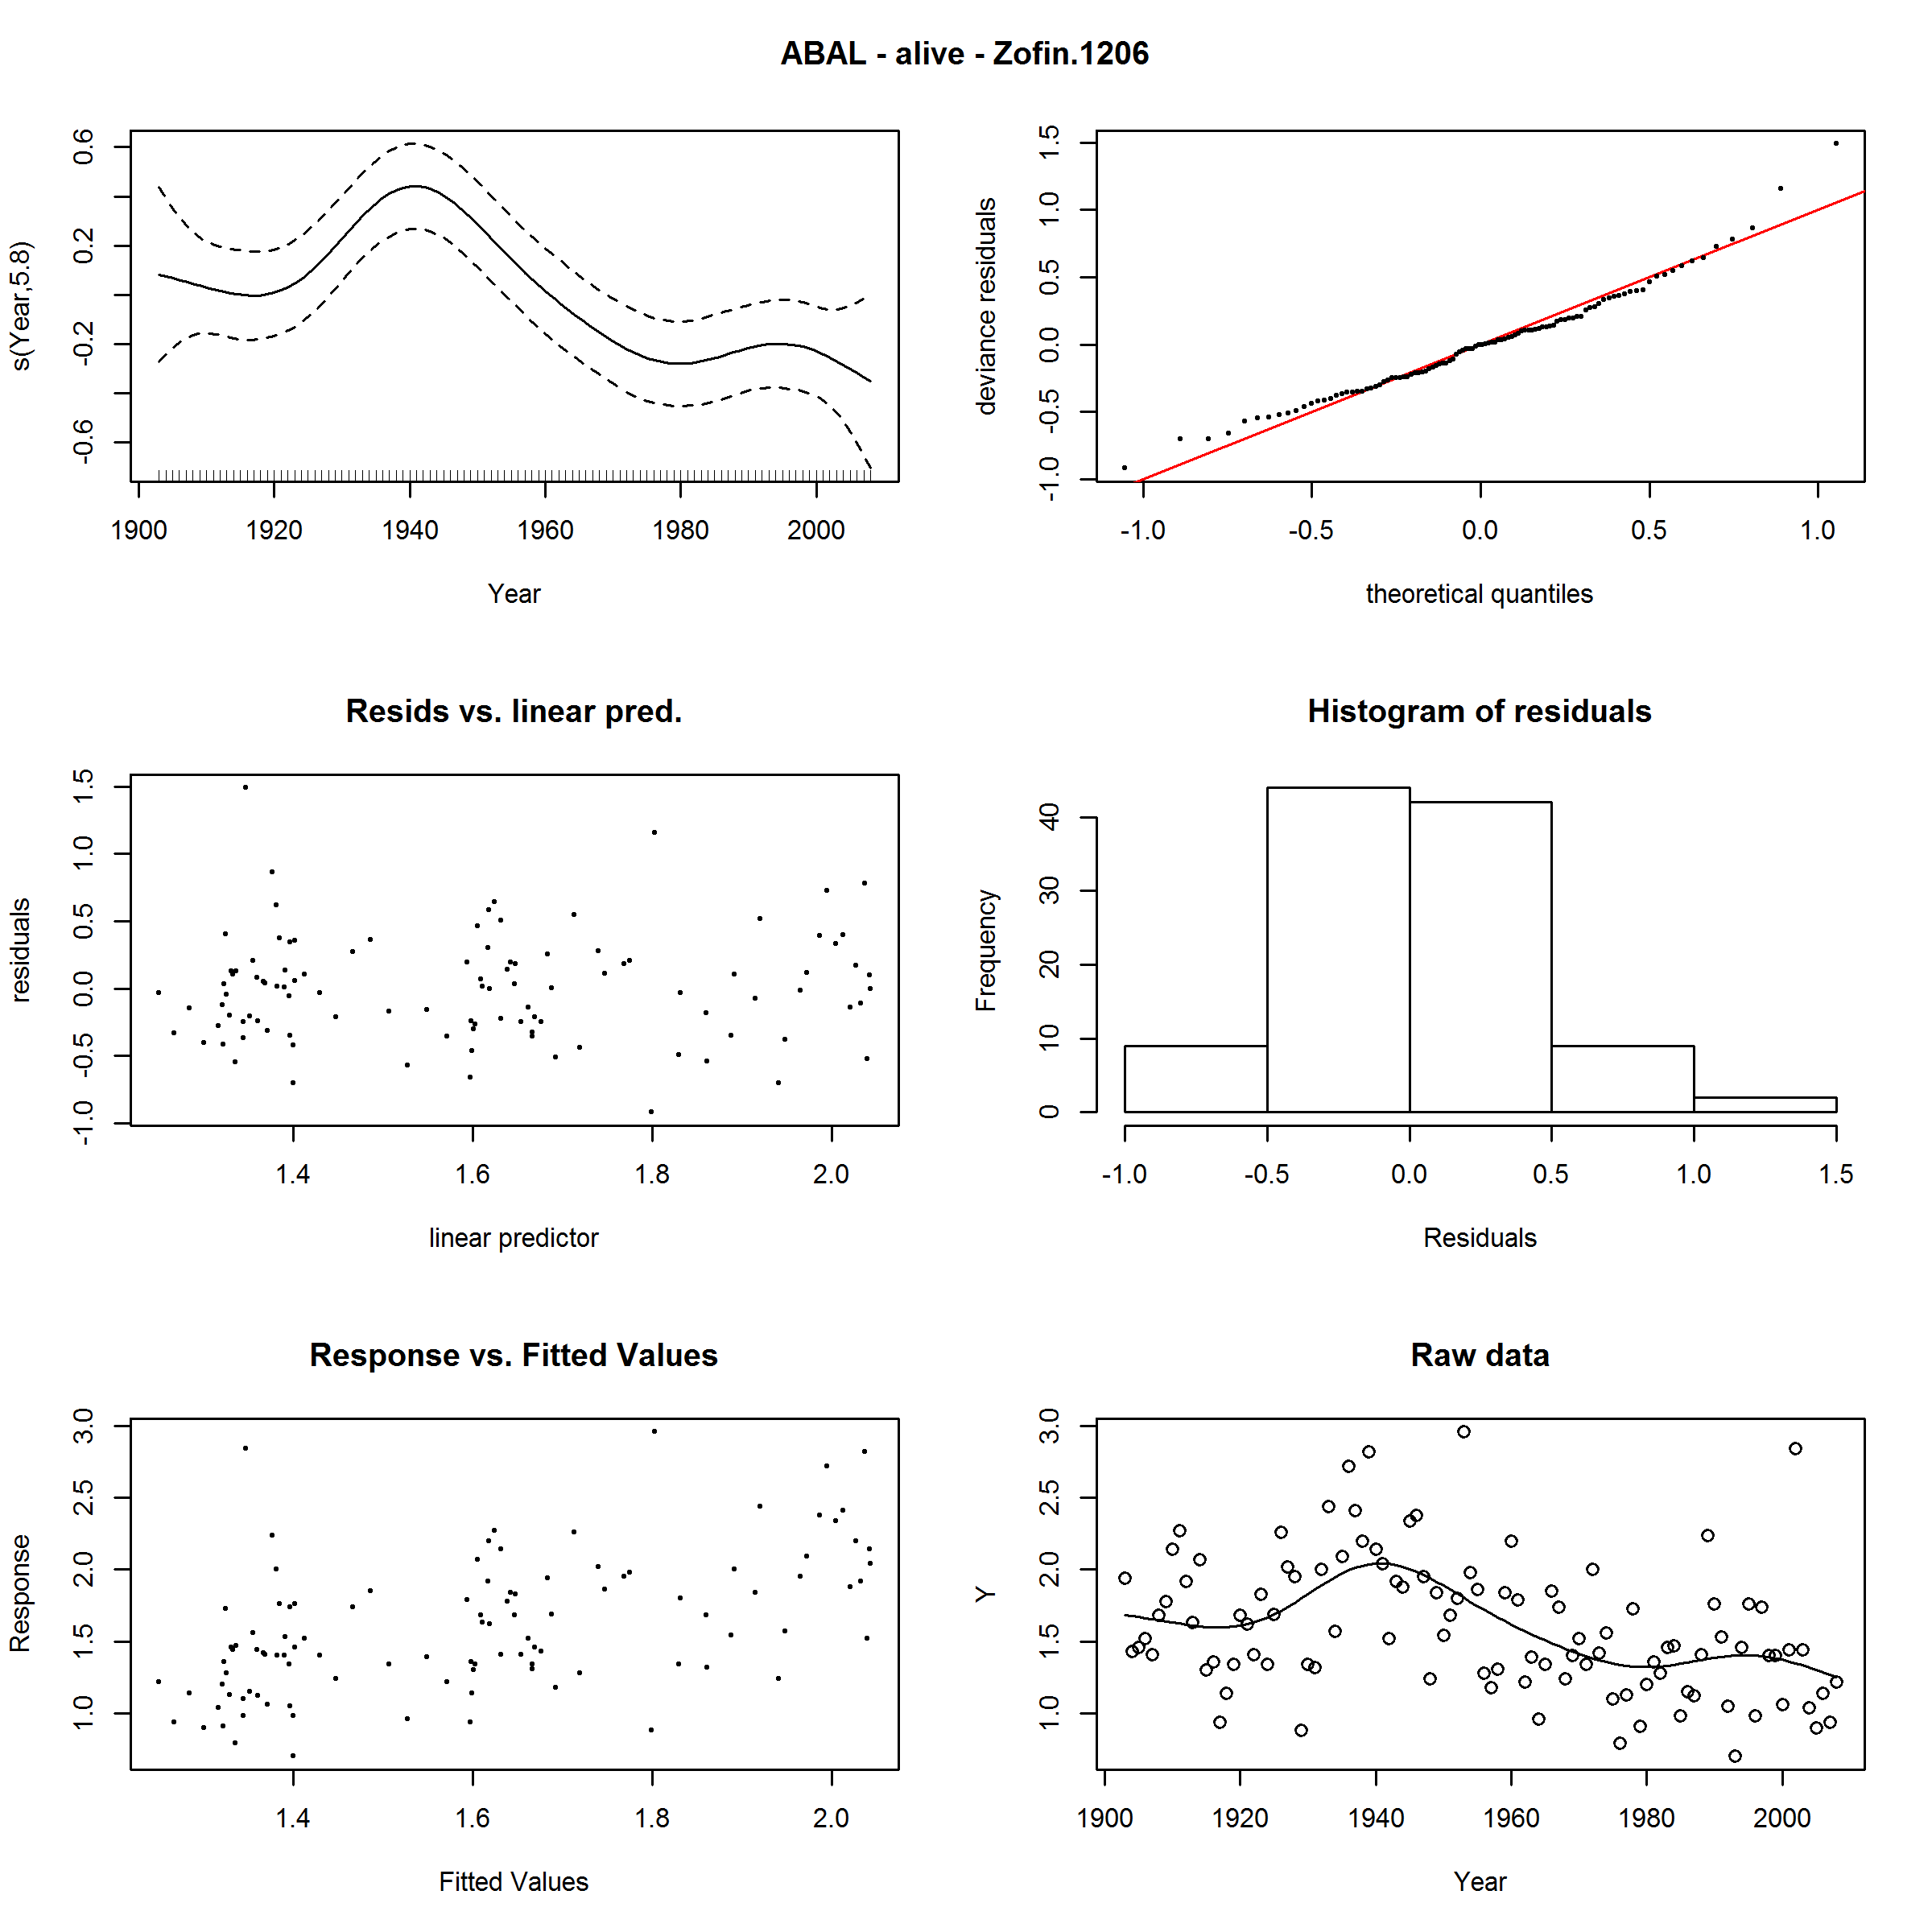 ABAL - alive - Zofin.1206
s(Year,5.8)
0.6
0.2
-0.2
-0.6
1900 1920 1940 1960 1980 2000
Year
deviance residuals
1.5
1.0
0.5
0.0
-0.5
-1.0
-1.0 -0.5 0.0 0.5 1.0
theoretical quantiles
Resids vs. linear pred.
residuals
1.5
1.0
0.5
0.0
-0.5
-1.0
1.4 1.6 1.8 2.0
linear predictor
Histogram of residuals
Frequency
40
30
20
10
0
-1.0 -0.5 0.0 0.5 1.0 1.5
Residuals
Response vs. Fitted Values
Response
3.0
2.5
2.0
1.5
1.0
1.4 1.6 1.8 2.0
Fitted Values
Raw data
Y
3.0
2.5
2.0
1.5
1.0
1900 1920 1940 1960 1980 2000
Year